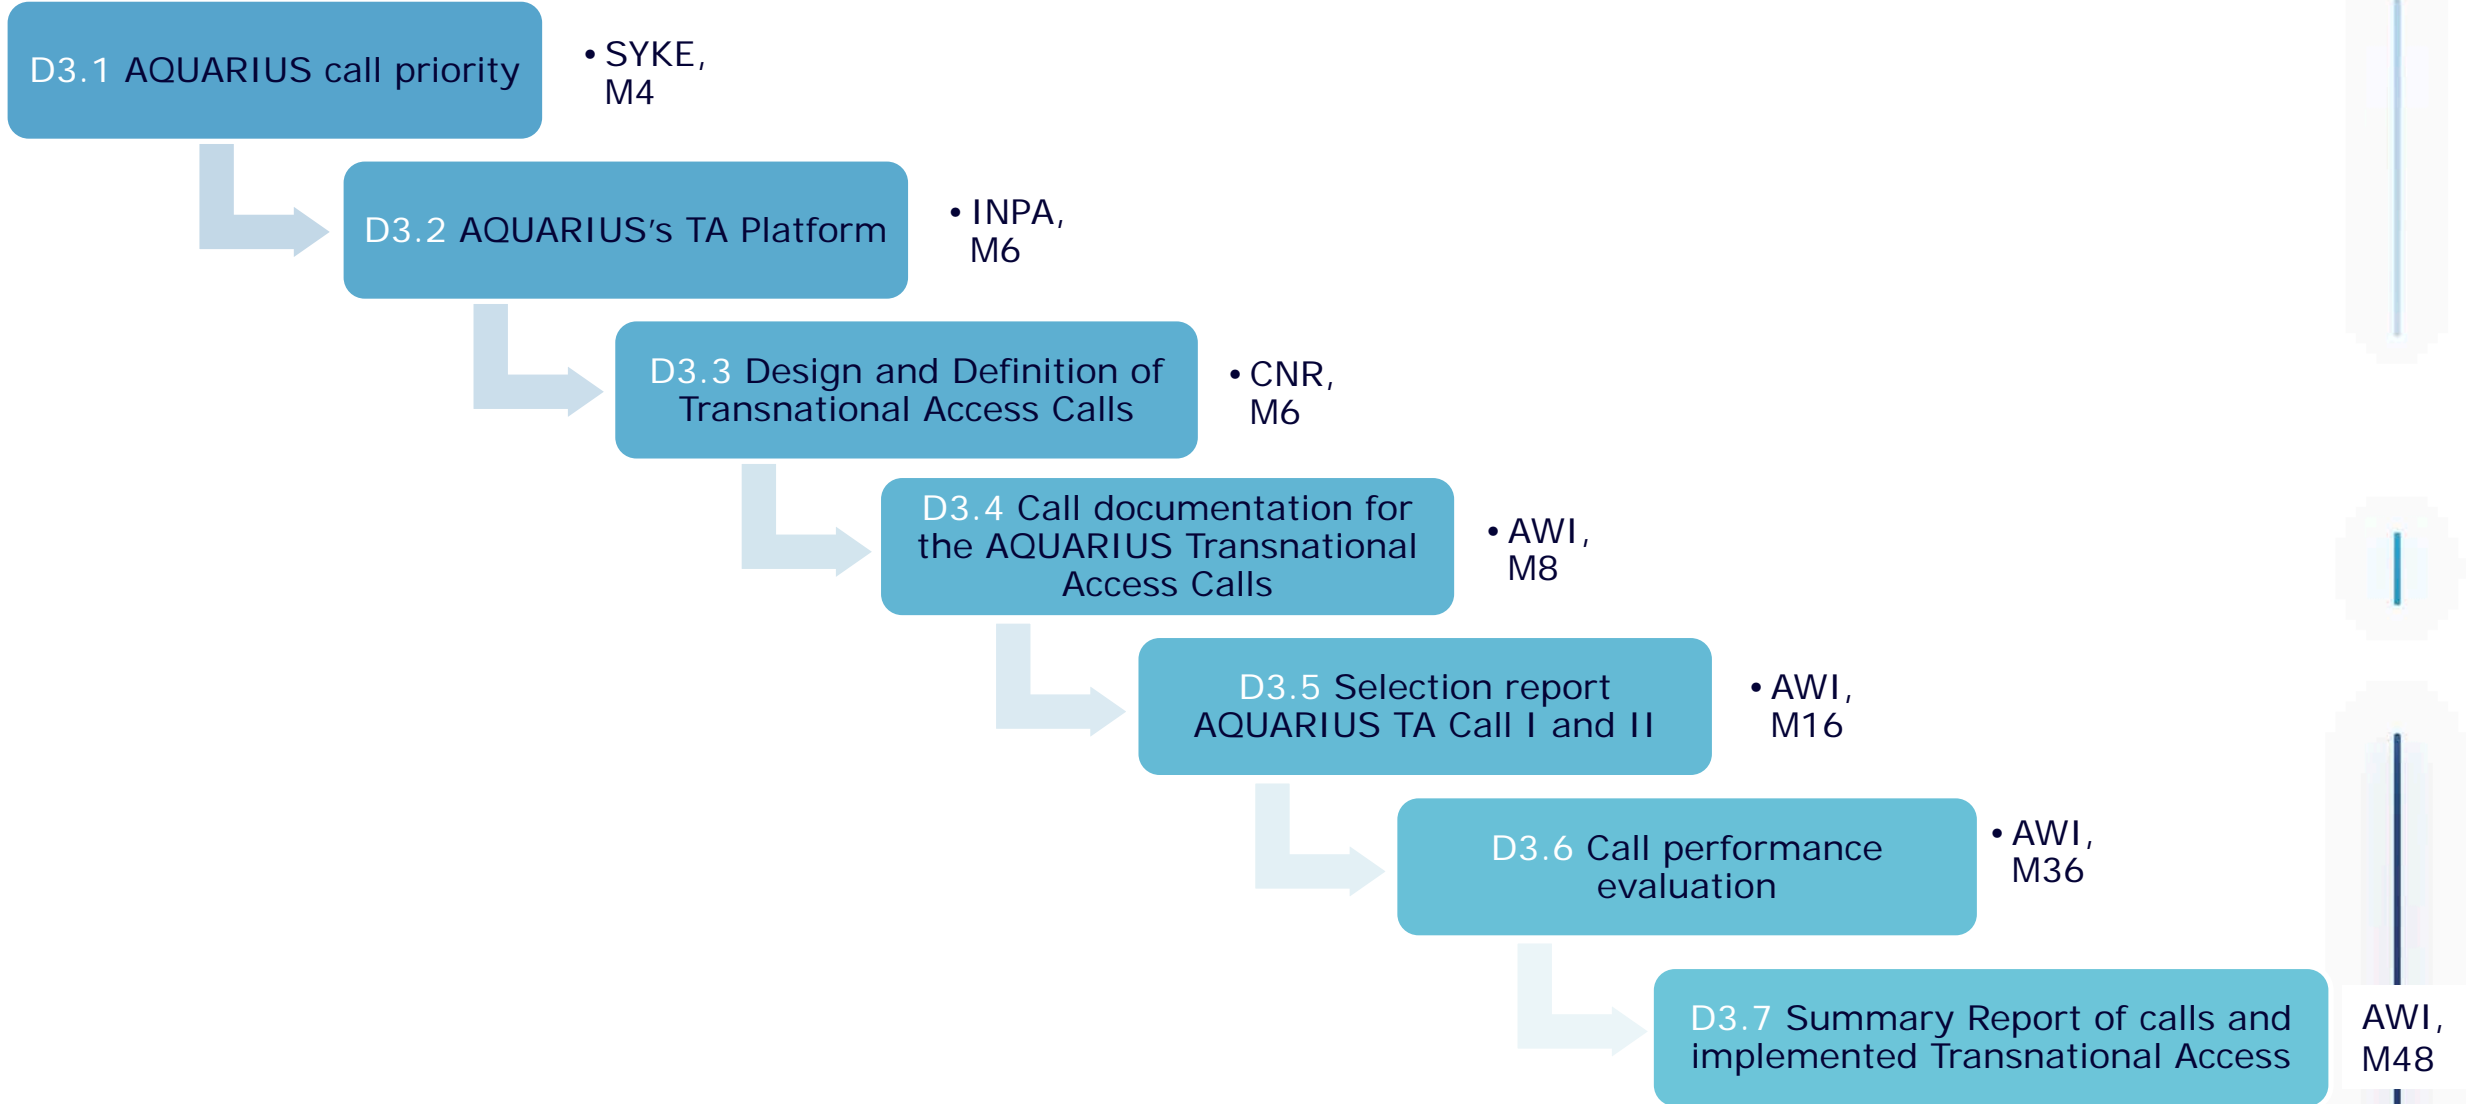 D3.1 AQUARIUS call priority
• SYKE,
M4
D3.2 AQUARIUS’s TA Platform
• INPA,
M6
D3.3 Design and Definition of
Transnational Access Calls
• CNR,
M6
D3.4 Call documentation for
the AQUARIUS Transnational
Access Calls
• AWI,
M8
D3.5 Selection report
AQUARIUS TA Call I and II
• AWI,
M16
D3.6 Call performance
evaluation
• AWI,
M36
D3.7 Summary Report of calls and
implemented Transnational Access
AWI,
M48